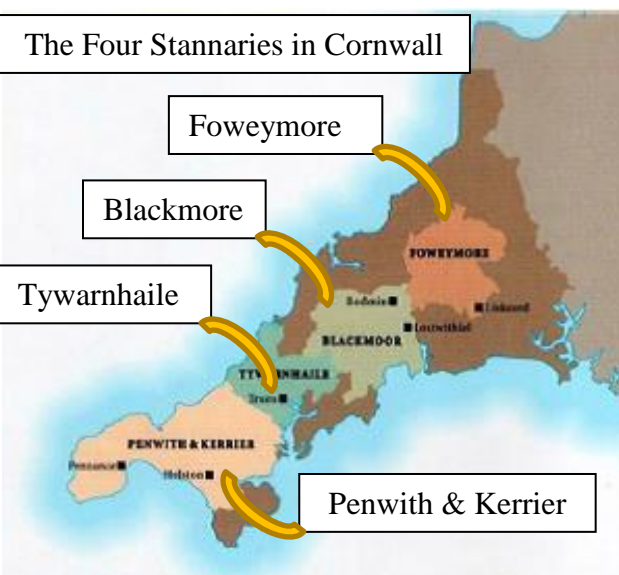 The Four Stannaries in Cornwall
Foweymore
Blackmore
FOWEYMORE
Tywarnhaile
Bodmin
Liskeard
Lostwithiel
BLACKMOOR
TYWARNHAILE
Truro
PENWITH & KERRIER
Penzance
Helston
Penwith & Kerrier